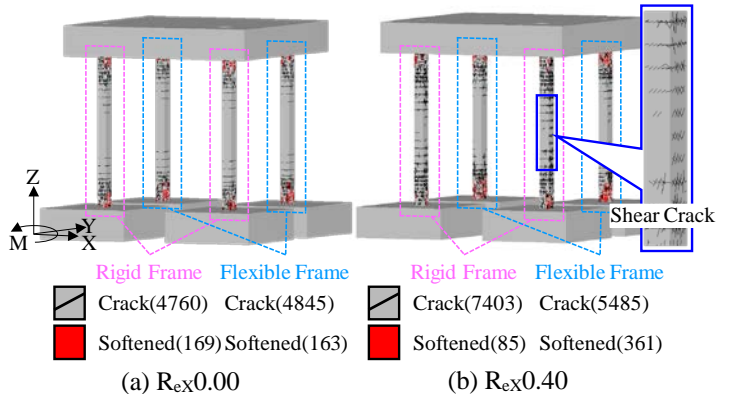 Shear Crack
Z
Y
M
X
Rigid Frame Flexible Frame
Crack(4760) Crack(4845)
Softened(169) Softened(163)
(a) ReX0.00
Rigid Frame Flexible Frame
Crack(7403) Crack(5485)
Softened(85) Softened(361)
(b) ReX0.40